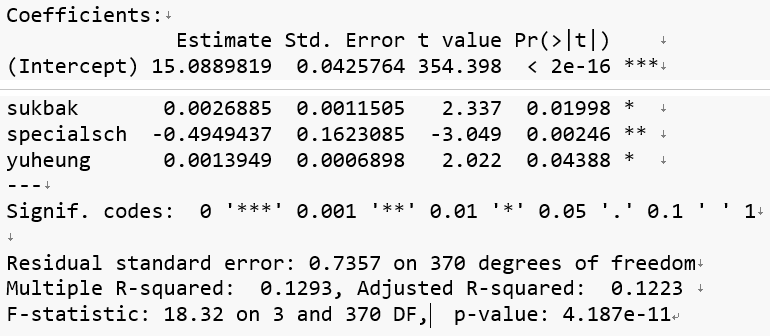 Coefficients:↓
Estimate Std. Error t value Pr(>|t|) ↓
(Intercept) 15.0889819 0.0425764 354.398 < 2e-16 ***↓
sukbak 0.0026885 0.0011505 2.337 0.01998 * ↓
specialsch -0.4949437 0.1623085 -3.049 0.00246 ** ↓
yuheung 0.0013949 0.0006898 2.022 0.04388 * ↓
---↓
Signif. codes: 0 '***' 0.001 '**' 0.01 '*' 0.05 '.' 0.1 ' ' 1↓
↓
Residual standard error: 0.7357 on 370 degrees of freedom↓
Multiple R-squared: 0.1293, Adjusted R-squared: 0.1223 ↓
F-statistic: 18.32 on 3 and 370 DF, p-value: 4.187e-11↵